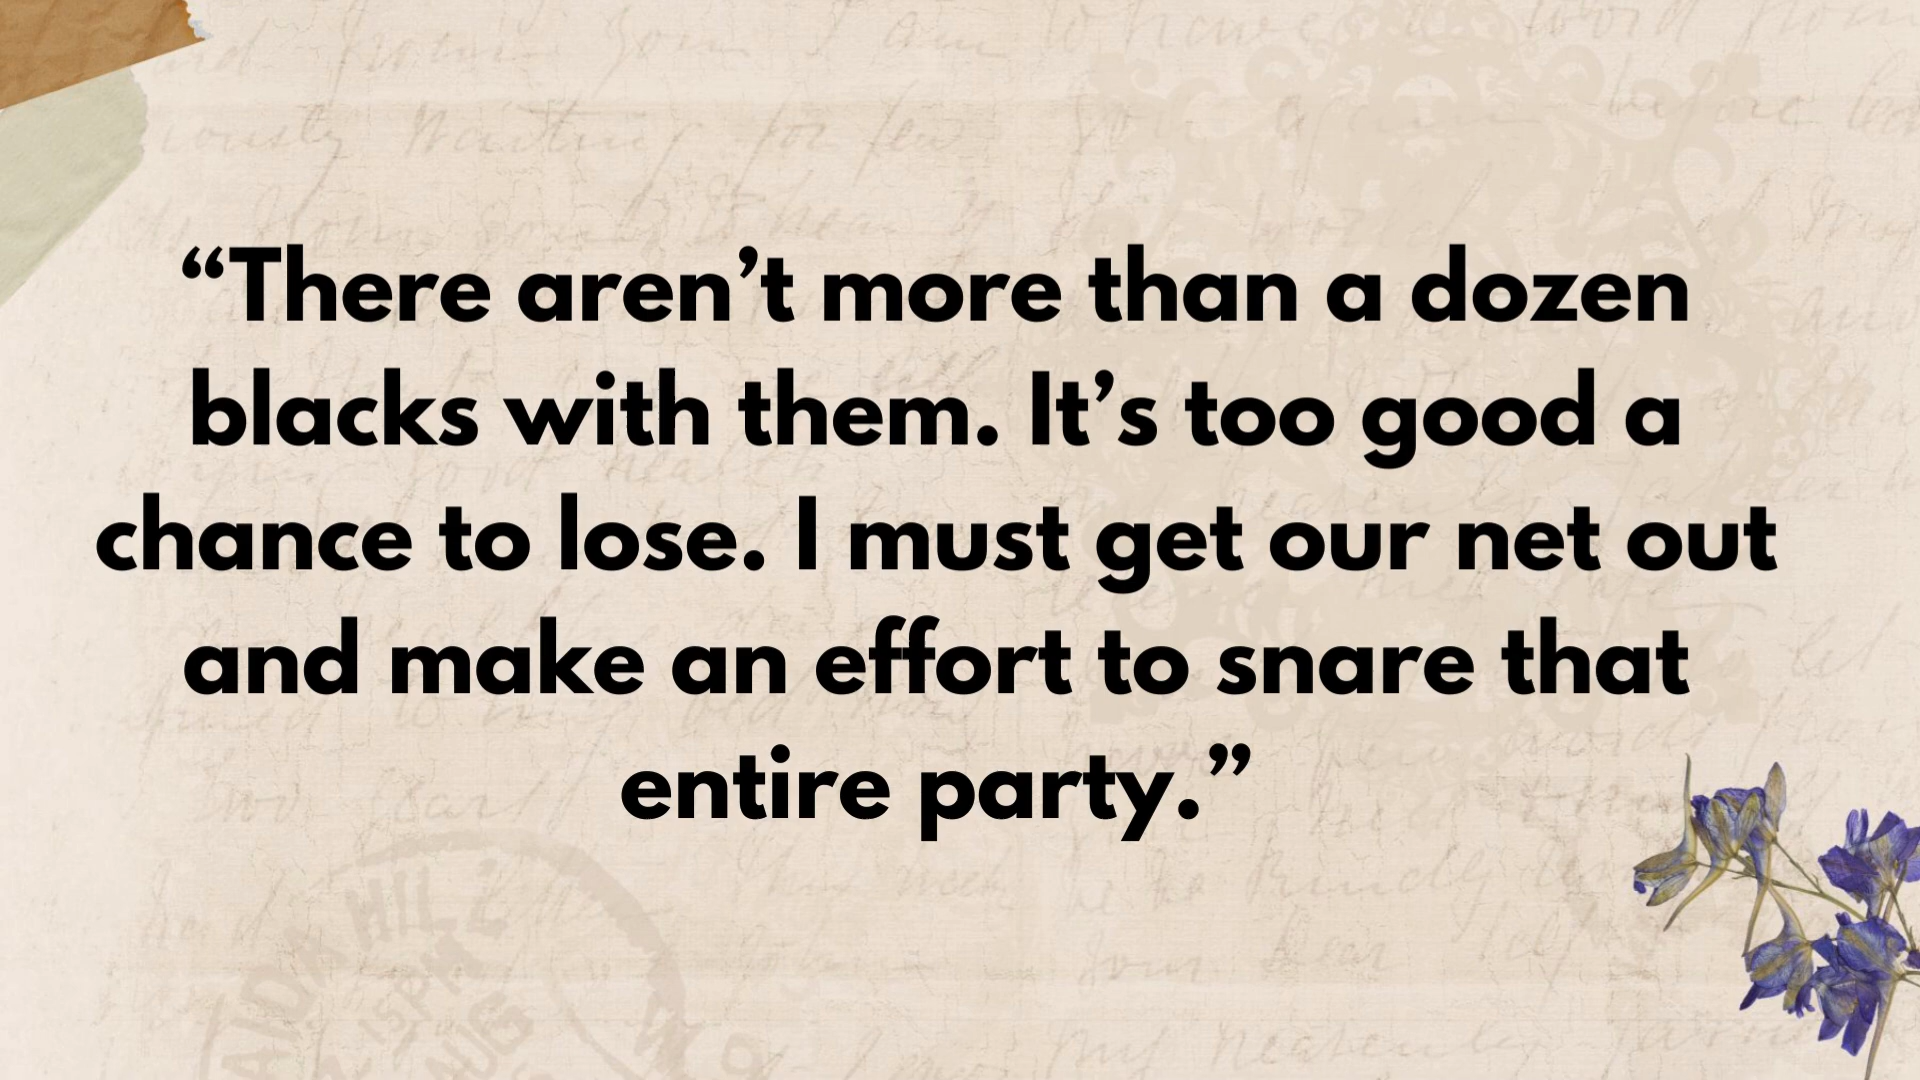 “There aren’t more than a dozen
blacks with them. It’s too good a
chance to lose. I must get our net out
and make an effort to snare that
entire party.”